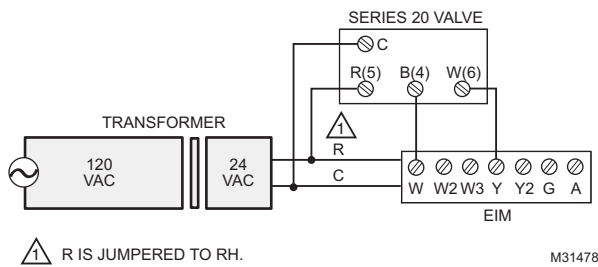 SERIES 20 VALVE
C
R(5) B(4) W(6)
TRANSFORMER
1
120 VAC
24 VAC
R
C
W W2 W3 Y Y2 G A
EIM
1 R IS JUMPERED TO RH.
M31478